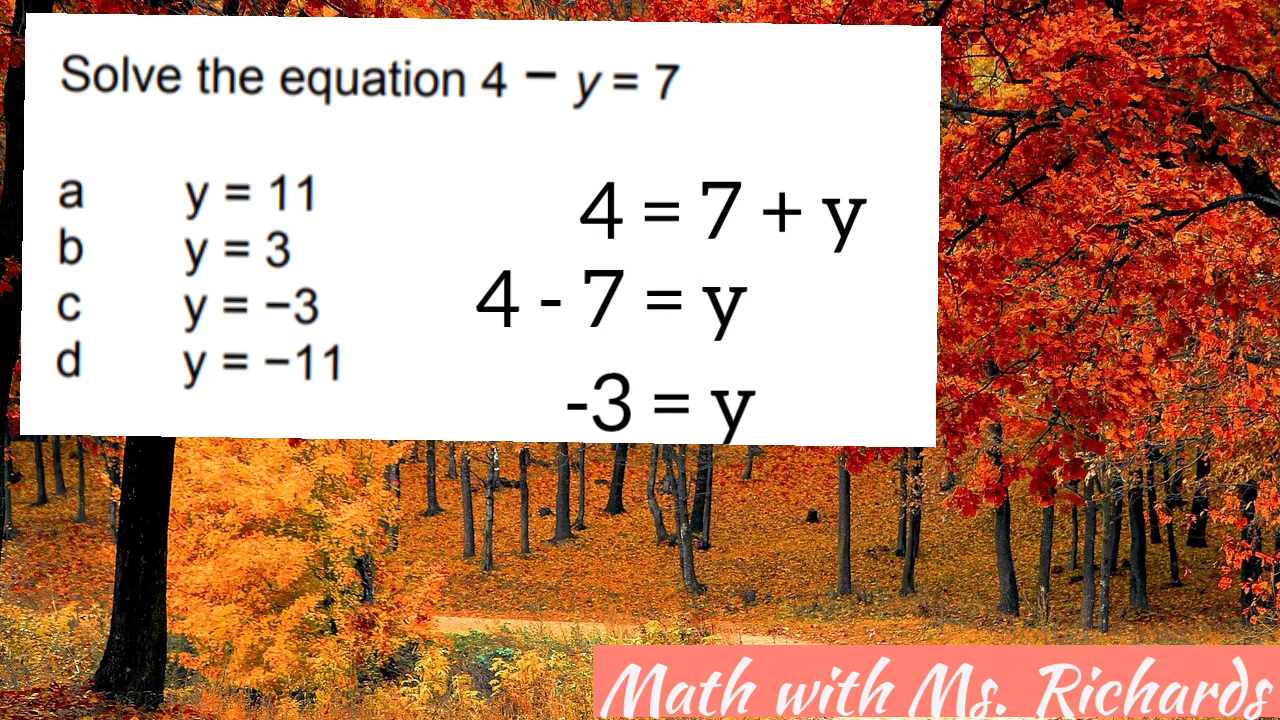 Solve the equation 4 − y = 7
a y = 11
b y = 3
c y = −3
d y = −11
4 = 7 + y
4 - 7 = y
-3 = y
Math with Ms. Richards